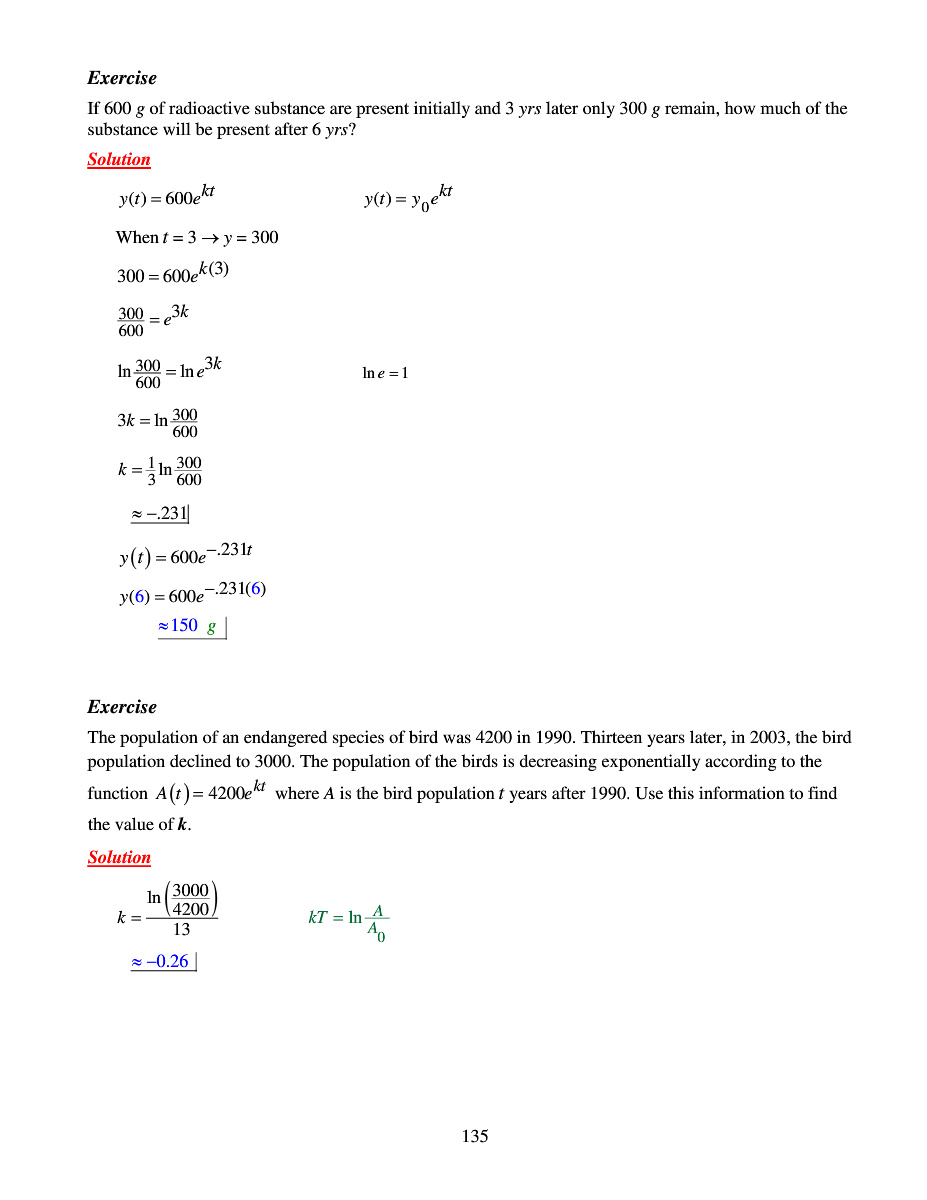 Exercise
If 600 g of radioactive substance are present initially and 3 yrs later only 300 g remain, how much of the
substance will be present after 6 yrs?
Solution
y(t) = 600e^{kt}    y(t) = y_0 e^{kt}
When t = 3 → y = 300
300 = 600e^{k(3)}
\frac{300}{600} = e^{3k}
ln \frac{300}{600} = ln e^{3k}    ln e = 1
3k = ln \frac{300}{600}
k = \frac{1}{3} ln \frac{300}{600}
≈ −.231
y(t) = 600e^{−.231t}
y(6) = 600e^{−.231(6)}
≈ 150 g
Exercise
The population of an endangered species of bird was 4200 in 1990. Thirteen years later, in 2003, the bird
population declined to 3000. The population of the birds is decreasing exponentially according to the
function A(t) = 4200e^{kt} where A is the bird population t years after 1990. Use this information to find
the value of k.
Solution
k = \frac{ln(\frac{3000}{4200})}{13}    kT = ln \frac{A}{A_0}
≈ −0.26
135